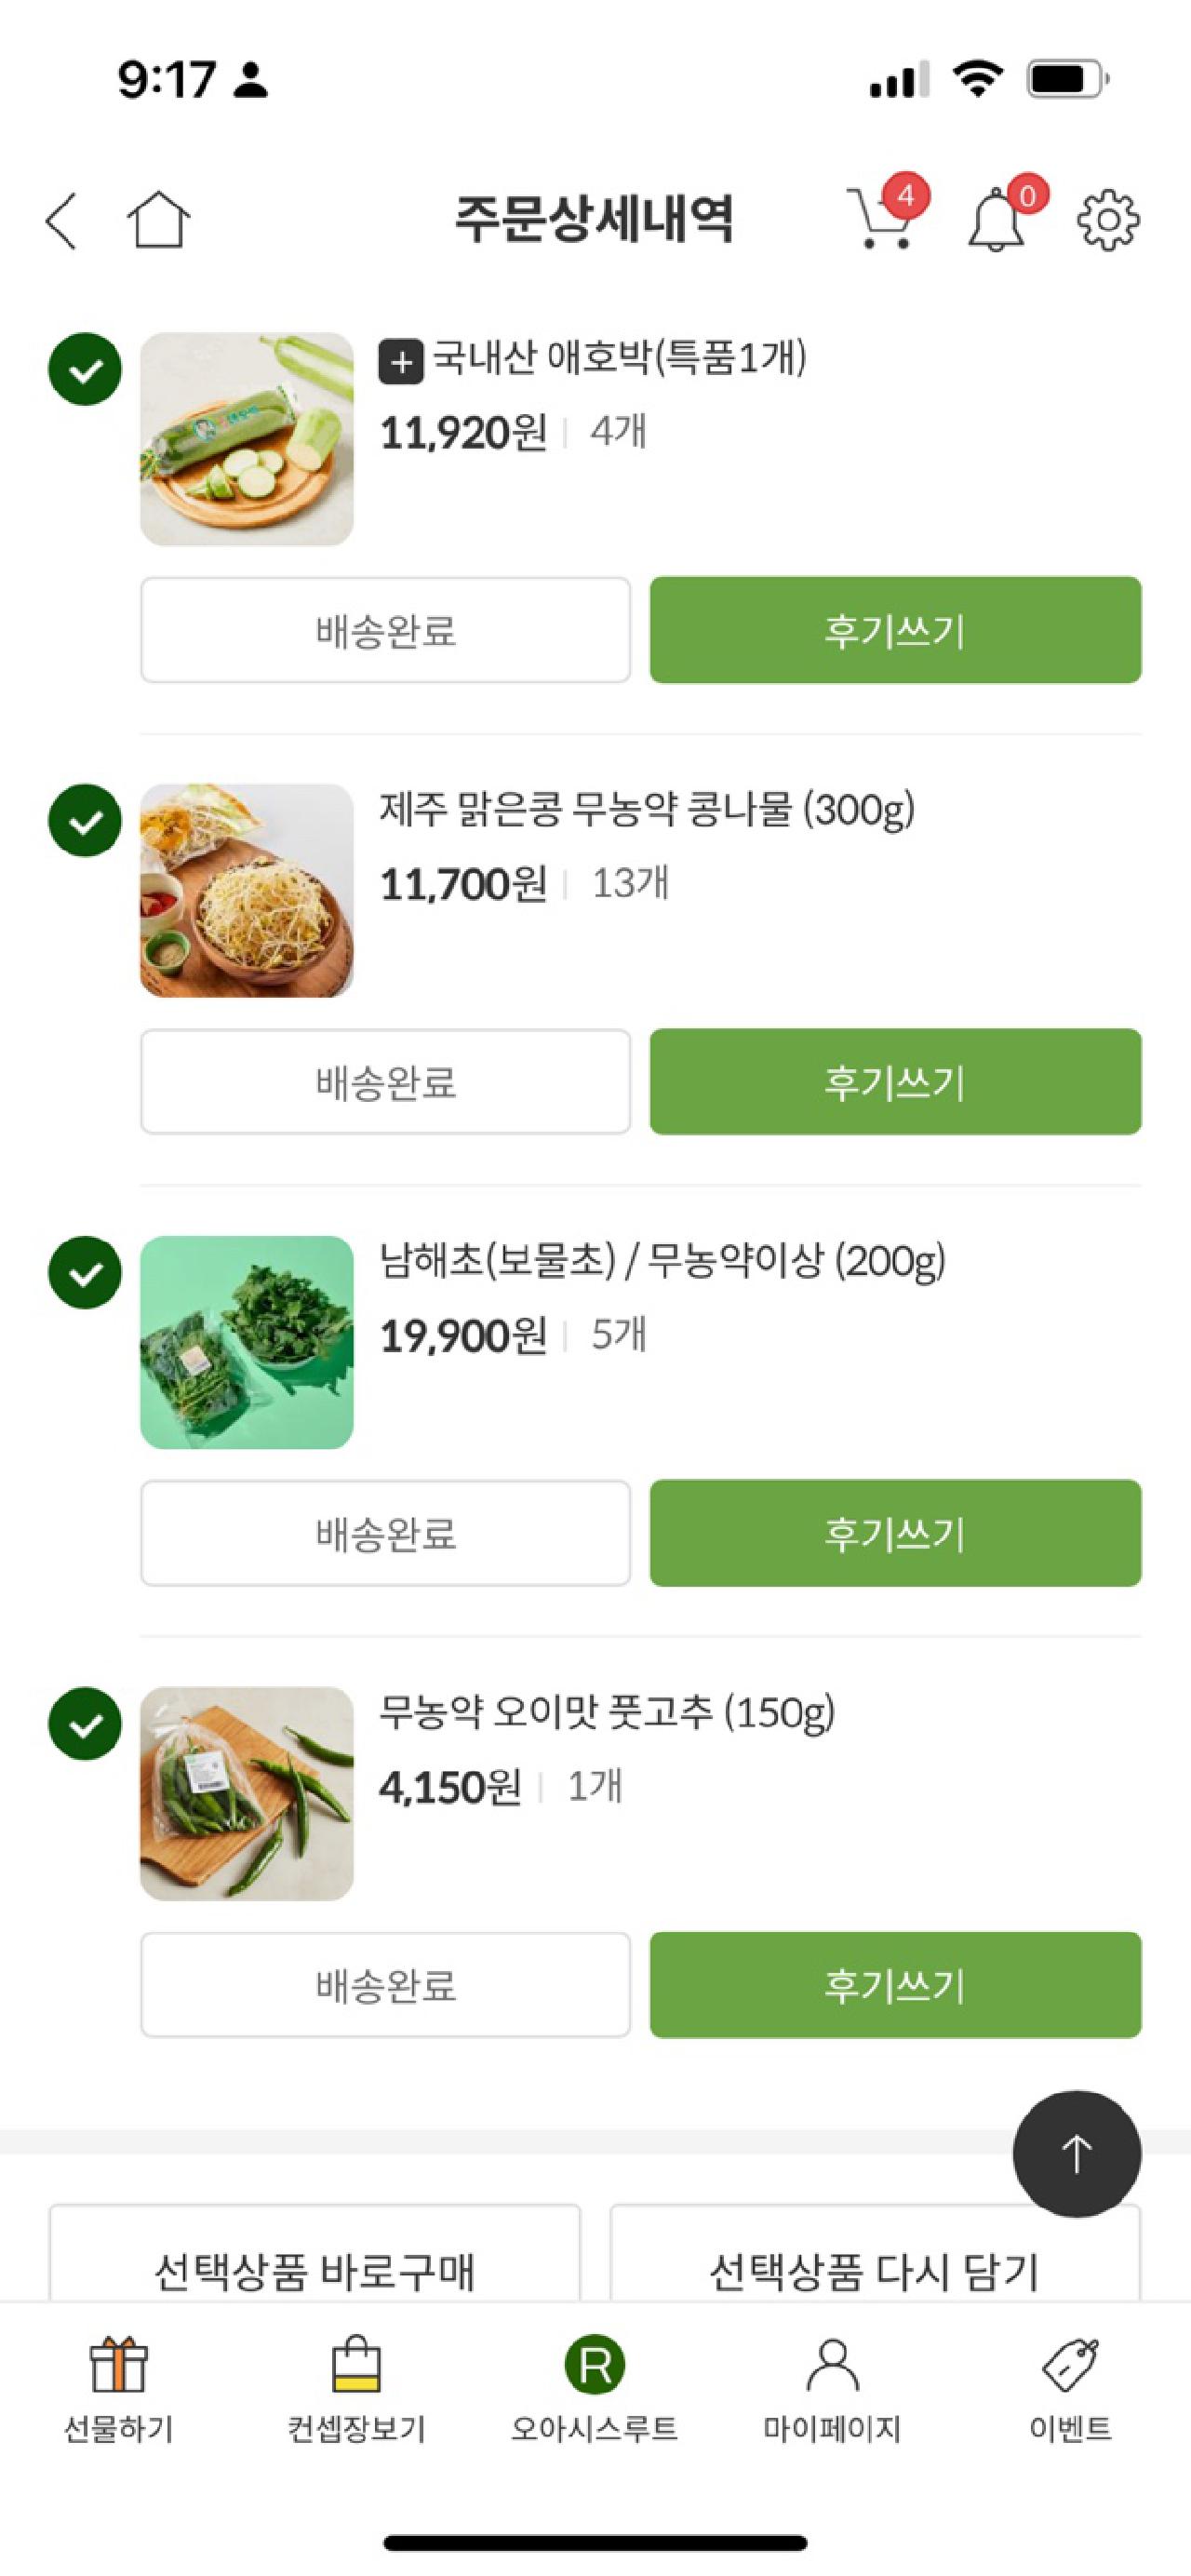 9:17
주문상세내역
4
0
국내산 애호박(특품1개)
11,920원 | 4개
배송완료
후기쓰기
제주 맑은콩 무농약 콩나물 (300g)
11,700원 | 13개
배송완료
후기쓰기
남해초(보물초) / 무농약이상 (200g)
19,900원 | 5개
배송완료
후기쓰기
무농약 오이맛 풋고추 (150g)
4,150원 | 1개
배송완료
후기쓰기
선택상품 바로구매
선택상품 다시 담기
R
선물하기
컨셉장보기
오아시스루트
마이페이지
이벤트